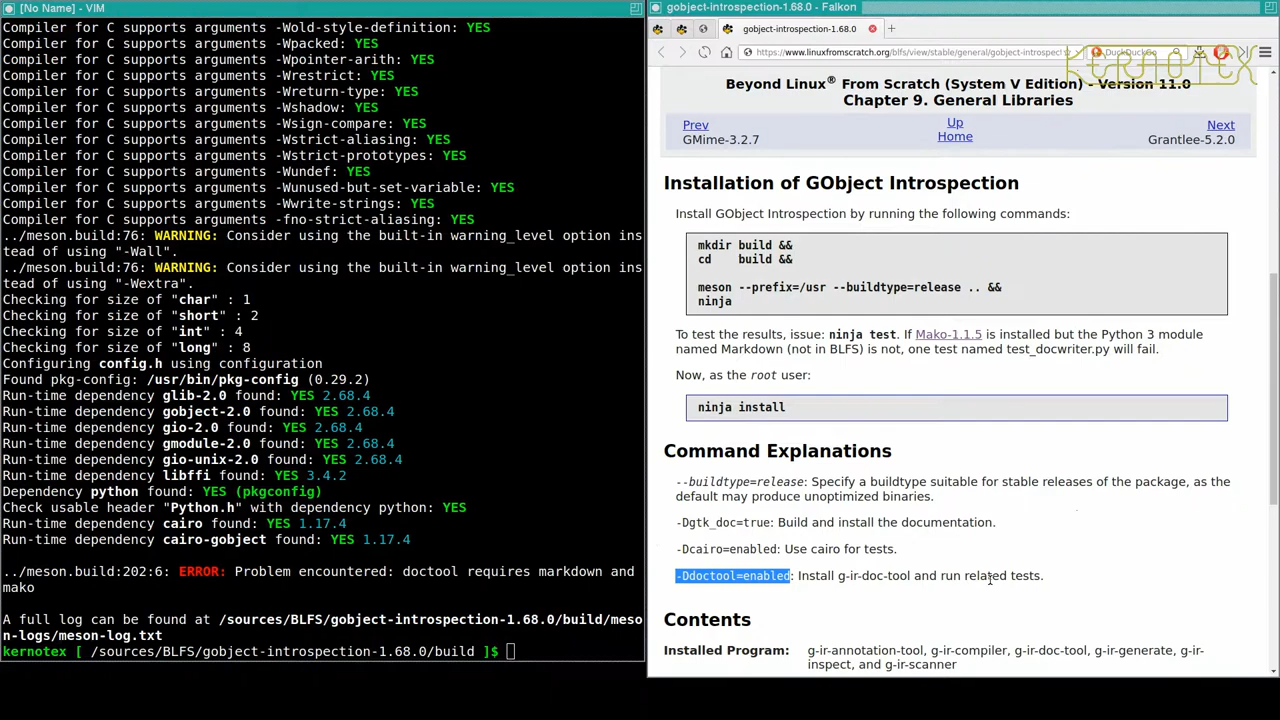 [No Name] - VIM
Compiler for C supports arguments -Wold-style-definition: YES
Compiler for C supports arguments -Wpacked: YES
Compiler for C supports arguments -Wpointer-arith: YES
Compiler for C supports arguments -Wrestrict: YES
Compiler for C supports arguments -Wreturn-type: YES
Compiler for C supports arguments -Wshadow: YES
Compiler for C supports arguments -Wsign-compare: YES
Compiler for C supports arguments -Wstrict-aliasing: YES
Compiler for C supports arguments -Wstrict-prototypes: YES
Compiler for C supports arguments -Wundef: YES
Compiler for C supports arguments -Wunused-but-set-variable: YES
Compiler for C supports arguments -Wwrite-strings: YES
Compiler for C supports arguments -fno-strict-aliasing: YES
../meson.build:76: WARNING: Consider using the built-in warning_level option ins
tead of using "-Wall".
../meson.build:76: WARNING: Consider using the built-in warning_level option ins
tead of using "-Wextra".
Checking for size of "char" : 1
Checking for size of "short" : 2
Checking for size of "int" : 4
Checking for size of "long" : 8
Configuring config.h using configuration
Found pkg-config: /usr/bin/pkg-config (0.29.2)
Run-time dependency glib-2.0 found: YES 2.68.4
Run-time dependency gobject-2.0 found: YES 2.68.4
Run-time dependency gio-2.0 found: YES 2.68.4
Run-time dependency gmodule-2.0 found: YES 2.68.4
Run-time dependency gio-unix-2.0 found: YES 2.68.4
Run-time dependency libffi found: YES 3.4.2
Dependency python found: YES (pkgconfig)
Check usable header "Python.h" with dependency python: YES
Run-time dependency cairo found: YES 1.17.4
Run-time dependency cairo-gobject found: YES 1.17.4
../meson.build:202:6: ERROR: Problem encountered: doctool requires markdown and
mako
A full log can be found at /sources/BLFS/gobject-introspection-1.68.0/build/meso
n-logs/meson-log.txt
kernotex [ /sources/BLFS/gobject-introspection-1.68.0/build ]$
gobject-introspection-1.68.0 - Falkon
gobject-introspection-1.68.0
https://www.linuxfromscratch.org/blfs/view/stable/general/gobject-introspect
DuckDuckGo
KERNOTEX
Beyond Linux® From Scratch (System V Edition) - Version 11.0
Chapter 9. General Libraries
Prev Up Next
GMime-3.2.7 Home Grantlee-5.2.0
Installation of GObject Introspection
Install GObject Introspection by running the following commands:
mkdir build &&
cd    build &&
meson --prefix=/usr --buildtype=release .. &&
ninja
To test the results, issue: ninja test. If Mako-1.1.5 is installed but the Python 3 module
named Markdown (not in BLFS) is not, one test named test_docwriter.py will fail.
Now, as the root user:
ninja install
Command Explanations
--buildtype=release: Specify a buildtype suitable for stable releases of the package, as the
default may produce unoptimized binaries.
-Dgtk_doc=true: Build and install the documentation.
-Dcairo=enabled: Use cairo for tests.
-Ddoctool=enabled: Install g-ir-doc-tool and run related tests.
Contents
Installed Program: g-ir-annotation-tool, g-ir-compiler, g-ir-doc-tool, g-ir-generate, g-ir-
inspect, and g-ir-scanner